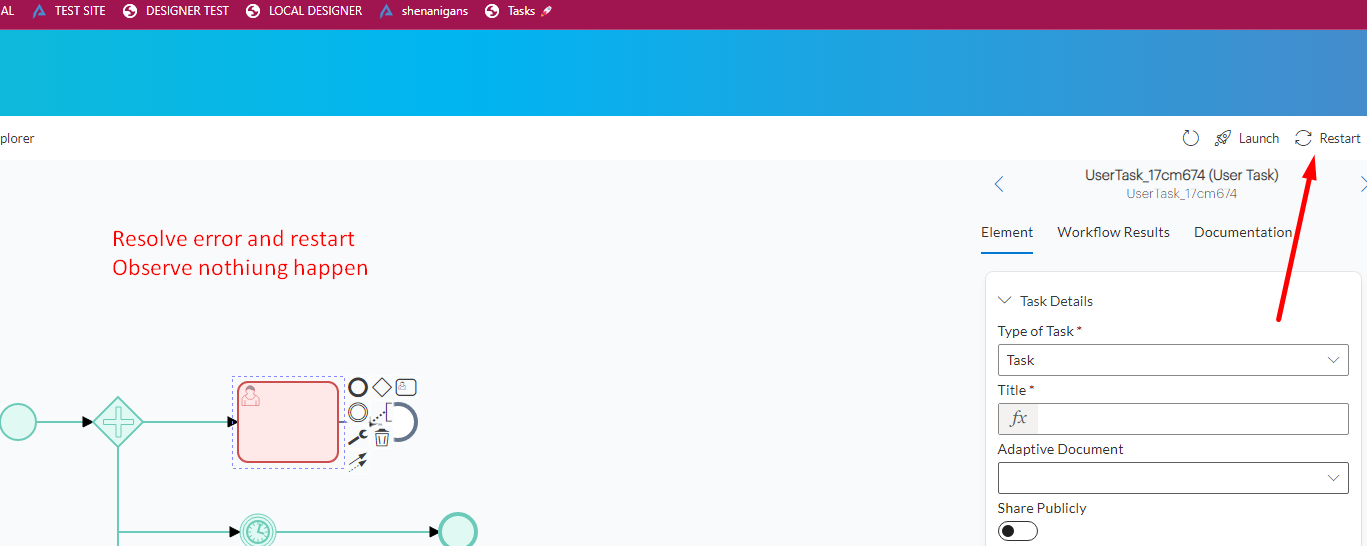 AL TEST SITE DESIGNER TEST LOCAL DESIGNER shenanigans Tasks 🚀
plorer Launch Restart
UserTask_17cm674 (User Task)
UserTask_17cm674
Element Workflow Results Documentation
Resolve error and restart
Observe nothiung happen
Task Details
Type of Task *
Task
Title *
fx
Adaptive Document
Share Publicly